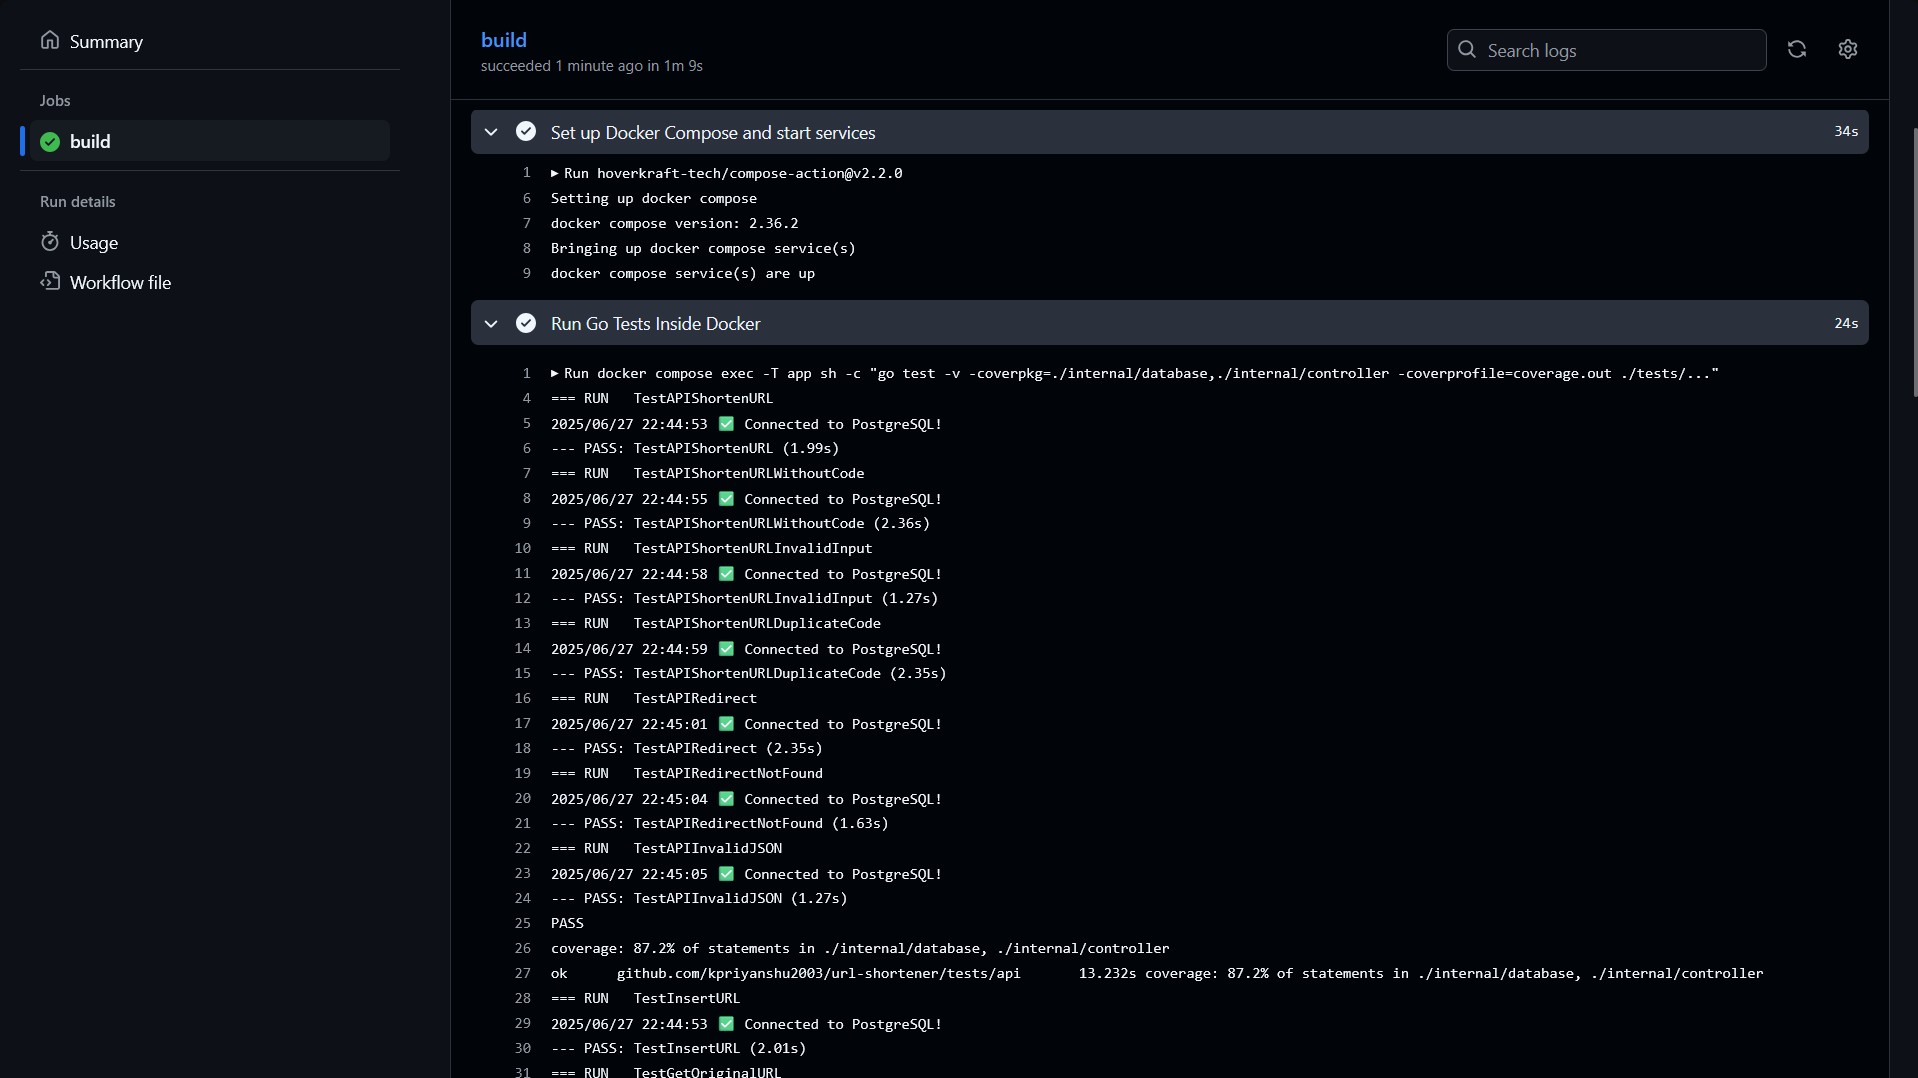 Summary
Jobs
build
Run details
Usage
Workflow file
build
succeeded 1 minute ago in 1m 9s
Search logs
Set up Docker Compose and start services 34s
1 ▶ Run hoverkraft-tech/compose-action@v2.2.0
6 Setting up docker compose
7 docker compose version: 2.36.2
8 Bringing up docker compose service(s)
9 docker compose service(s) are up
Run Go Tests Inside Docker 24s
1 ▶ Run docker compose exec -T app sh -c "go test -v -coverpkg=./internal/database,./internal/controller -coverprofile=coverage.out ./tests/..."
4 === RUN   TestAPIShortenURL
5 2025/06/27 22:44:53 ✅ Connected to PostgreSQL!
6 --- PASS: TestAPIShortenURL (1.99s)
7 === RUN   TestAPIShortenURLWithoutCode
8 2025/06/27 22:44:55 ✅ Connected to PostgreSQL!
9 --- PASS: TestAPIShortenURLWithoutCode (2.36s)
10 === RUN   TestAPIShortenURLInvalidInput
11 2025/06/27 22:44:58 ✅ Connected to PostgreSQL!
12 --- PASS: TestAPIShortenURLInvalidInput (1.27s)
13 === RUN   TestAPIShortenURLDuplicateCode
14 2025/06/27 22:44:59 ✅ Connected to PostgreSQL!
15 --- PASS: TestAPIShortenURLDuplicateCode (2.35s)
16 === RUN   TestAPIRedirect
17 2025/06/27 22:45:01 ✅ Connected to PostgreSQL!
18 --- PASS: TestAPIRedirect (2.35s)
19 === RUN   TestAPIRedirectNotFound
20 2025/06/27 22:45:04 ✅ Connected to PostgreSQL!
21 --- PASS: TestAPIRedirectNotFound (1.63s)
22 === RUN   TestAPIInvalidJSON
23 2025/06/27 22:45:05 ✅ Connected to PostgreSQL!
24 --- PASS: TestAPIInvalidJSON (1.27s)
25 PASS
26 coverage: 87.2% of statements in ./internal/database, ./internal/controller
27 ok      github.com/kpriyanshu2003/url-shortener/tests/api       13.232s coverage: 87.2% of statements in ./internal/database, ./internal/controller
28 === RUN   TestInsertURL
29 2025/06/27 22:44:53 ✅ Connected to PostgreSQL!
30 --- PASS: TestInsertURL (2.01s)
31 === RUN   TestGetOriginalURL